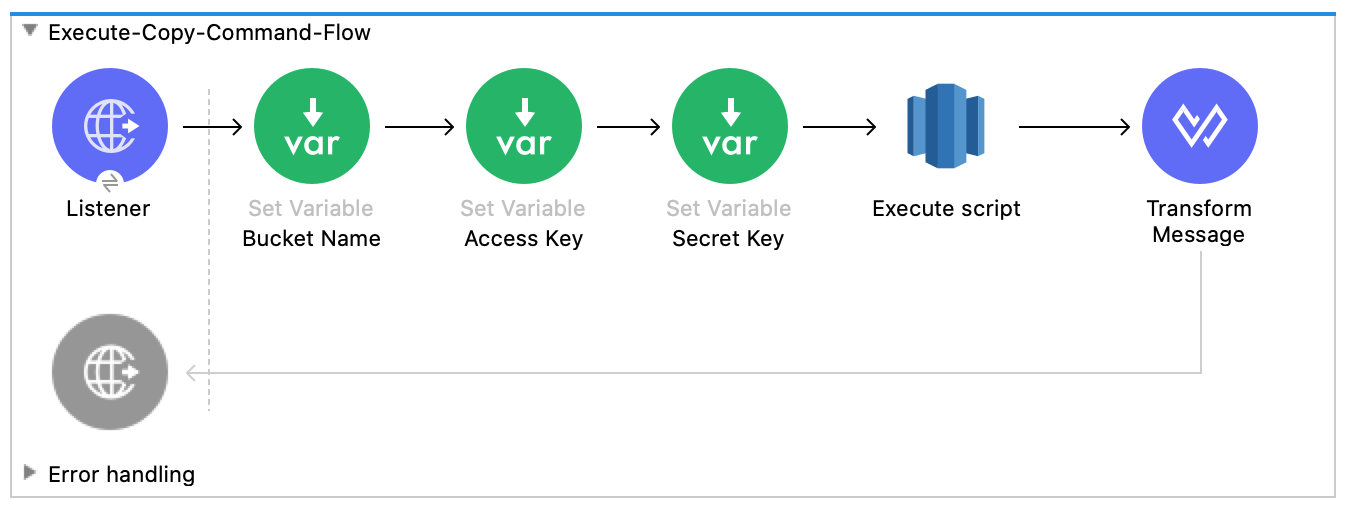 Execute-Copy-Command-Flow
var
var
var
Listener
Set Variable
Bucket Name
Set Variable
Access Key
Set Variable
Secret Key
Execute script
Transform
Message
Error handling